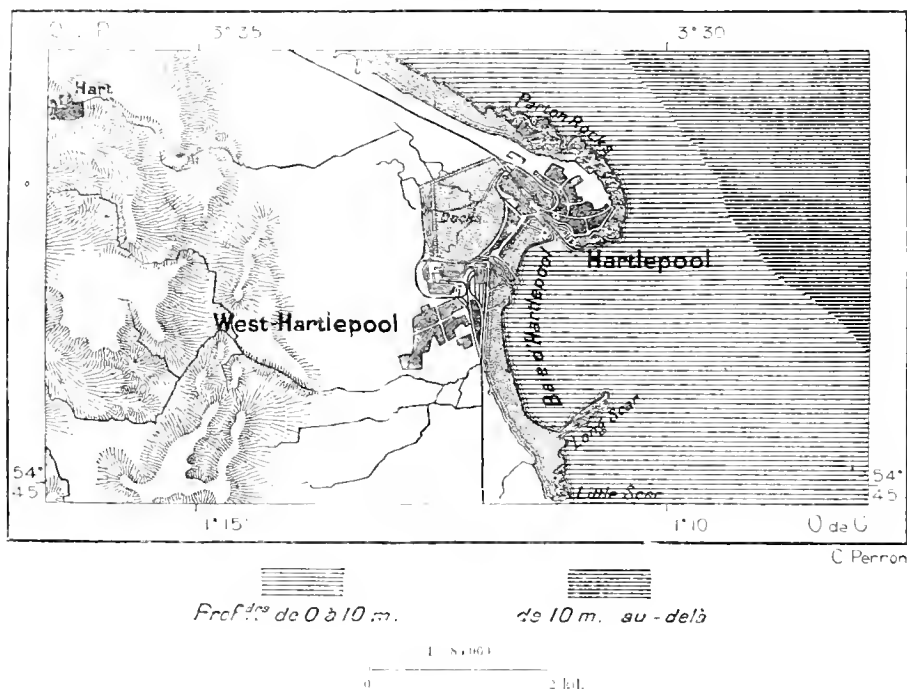 3° 35
3° 30
Hart
Parton Rocks
Docks
Hartlepool
West-Hartlepool
Baie d'Hartlepool
Long Scar
54°
45'
54°
45'
Little Scar
1° 15'
1° 10
C. Perron
Prof.drs de 0 à 10 m.
de 10 m. au-delà
0
2 kil.